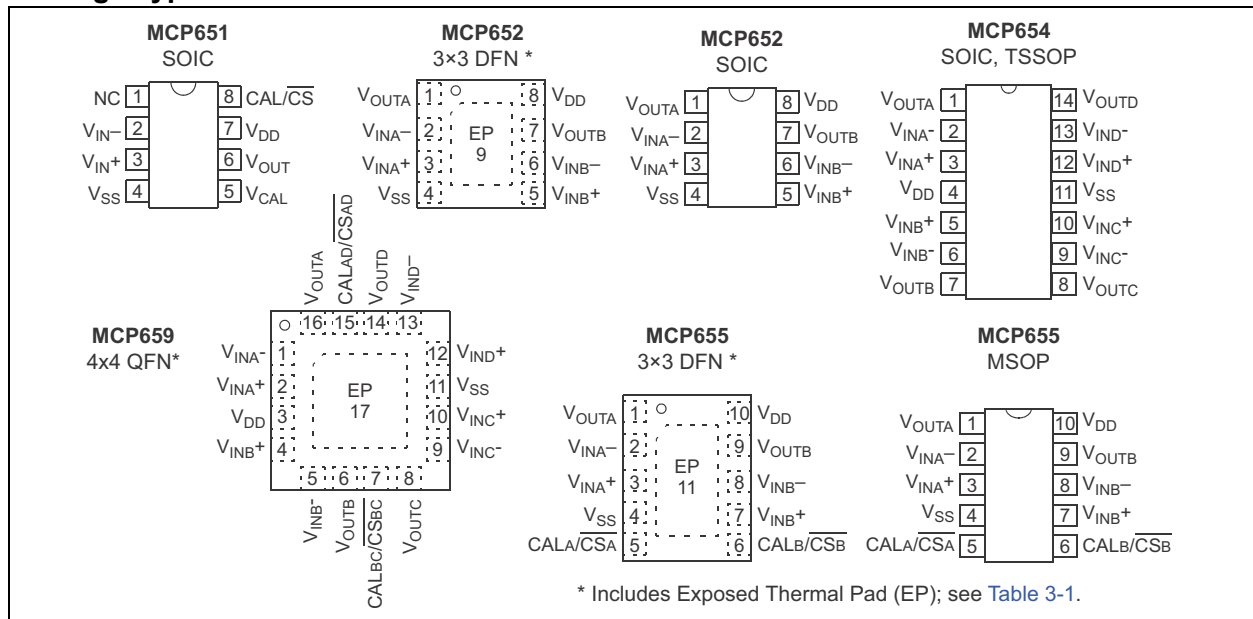 MCP651
SOIC
NC 1 8 CAL/CS
VIN– 2 7 VDD
VIN+ 3 6 VOUT
VSS 4 5 VCAL
MCP652
3×3 DFN *
VOUTA 1 8 VDD
VINA– 2 7 VOUTB
VINA+ 3 6 VINB–
VSS 4 5 VINB+
EP
9
MCP652
SOIC
VOUTA 1 8 VDD
VINA– 2 7 VOUTB
VINA+ 3 6 VINB–
VSS 4 5 VINB+
MCP654
SOIC, TSSOP
VOUTA 1 14 VOUTD
VINA- 2 13 VIND-
VINA+ 3 12 VIND+
VDD 4 11 VSS
VINB+ 5 10 VINC+
VINB- 6 9 VINC-
VOUTB 7 8 VOUTC
MCP659
4x4 QFN*
VOUTA CALAD/CSAD VOUTD VIND–
16 15 14 13
VINA- 1 12 VIND+
VINA+ 2 11 VSS
VDD 3 10 VINC+
VINB+ 4 9 VINC-
EP
17
5 6 7 8
VINB- VOUTB CALBC/CSBC VOUTC
MCP655
3×3 DFN *
VOUTA 1 10 VDD
VINA– 2 9 VOUTB
VINA+ 3 8 VINB–
VSS 4 7 VINB+
CALA/CSA 5 6 CALB/CSB
EP
11
MCP655
MSOP
VOUTA 1 10 VDD
VINA– 2 9 VOUTB
VINA+ 3 8 VINB–
VSS 4 7 VINB+
CALA/CSA 5 6 CALB/CSB
* Includes Exposed Thermal Pad (EP); see Table 3-1.